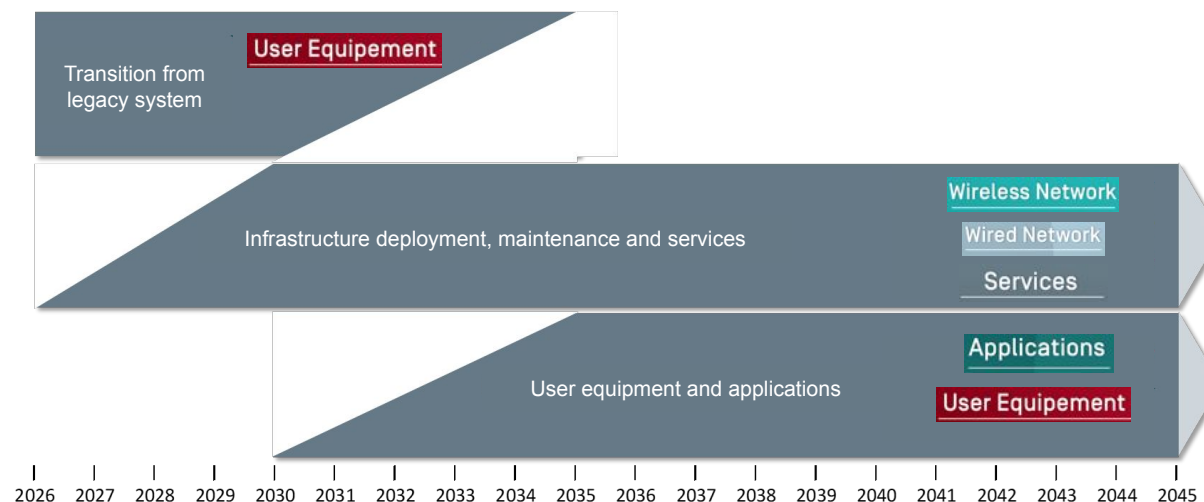 User Equipement
Transition from
legacy system
Wireless Network
Infrastructure deployment, maintenance and services
Wired Network
Services
Applications
User equipment and applications
User Equipement
2026 2027 2028 2029 2030 2031 2032 2033 2034 2035 2036 2037 2038 2039 2040 2041 2042 2043 2044 2045